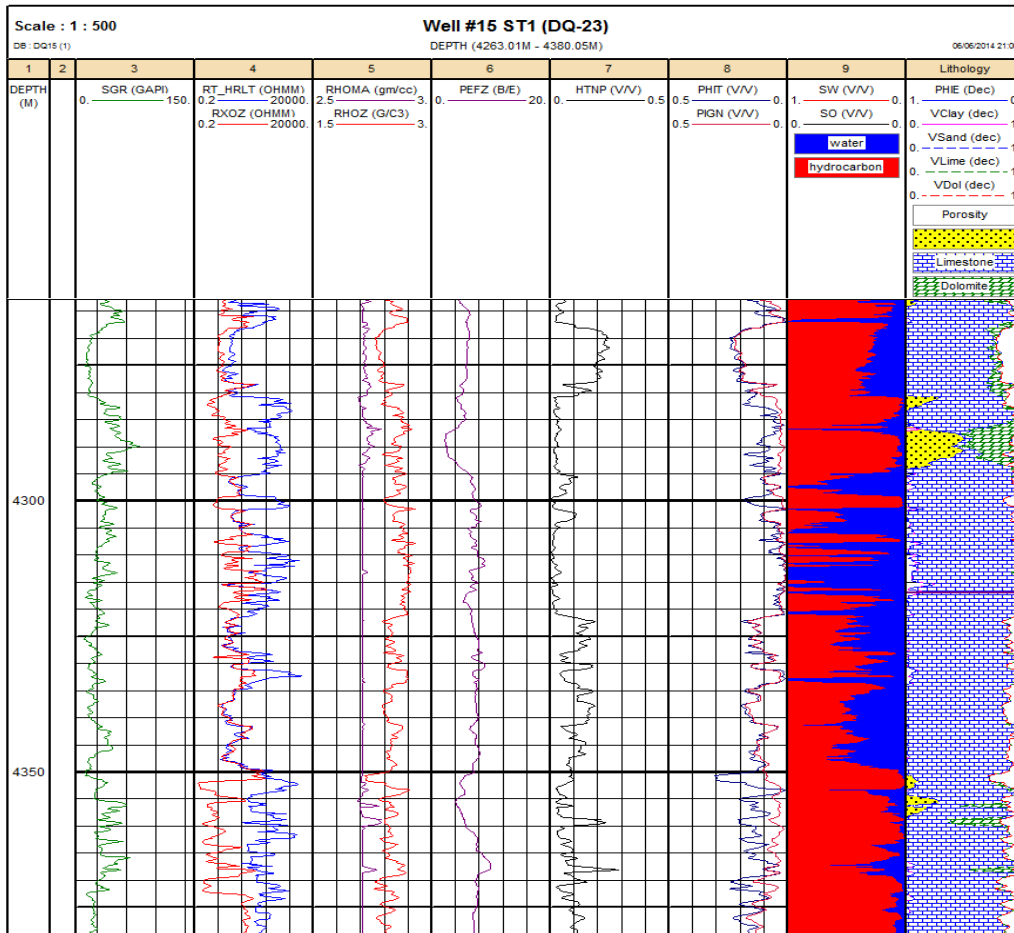 Scale : 1 : 500
Well #15 ST1 (DQ-23)
DB : DQ15 (1)
DEPTH (4263.01M - 4380.05M)
06/06/2014 21:0
1 2 3 4 5 6 7 8 9 Lithology
DEPTH (M)
SGR (GAPI)
0. 150.
RT_HRLT (OHMM)
0.2 20000.
RXOZ (OHMM)
0.2 20000.
RHOMA (gm/cc)
2.5 3.
RHOZ (G/C3)
1.5 3.
PEFZ (B/E)
0. 20.
HTNP (V/V)
0. 0.5
PHIT (V/V)
0.5 0.
PIGN (V/V)
0.5 0.
SW (V/V)
1. 0.
SO (V/V)
0. 0.
water
hydrocarbon
PHIE (Dec)
1. 0
VClay (dec)
0. 1
VSand (dec)
0. 1
VLime (dec)
0. 1
VDol (dec)
0. 1
Porosity
Limestone
Dolomite
4300
4350